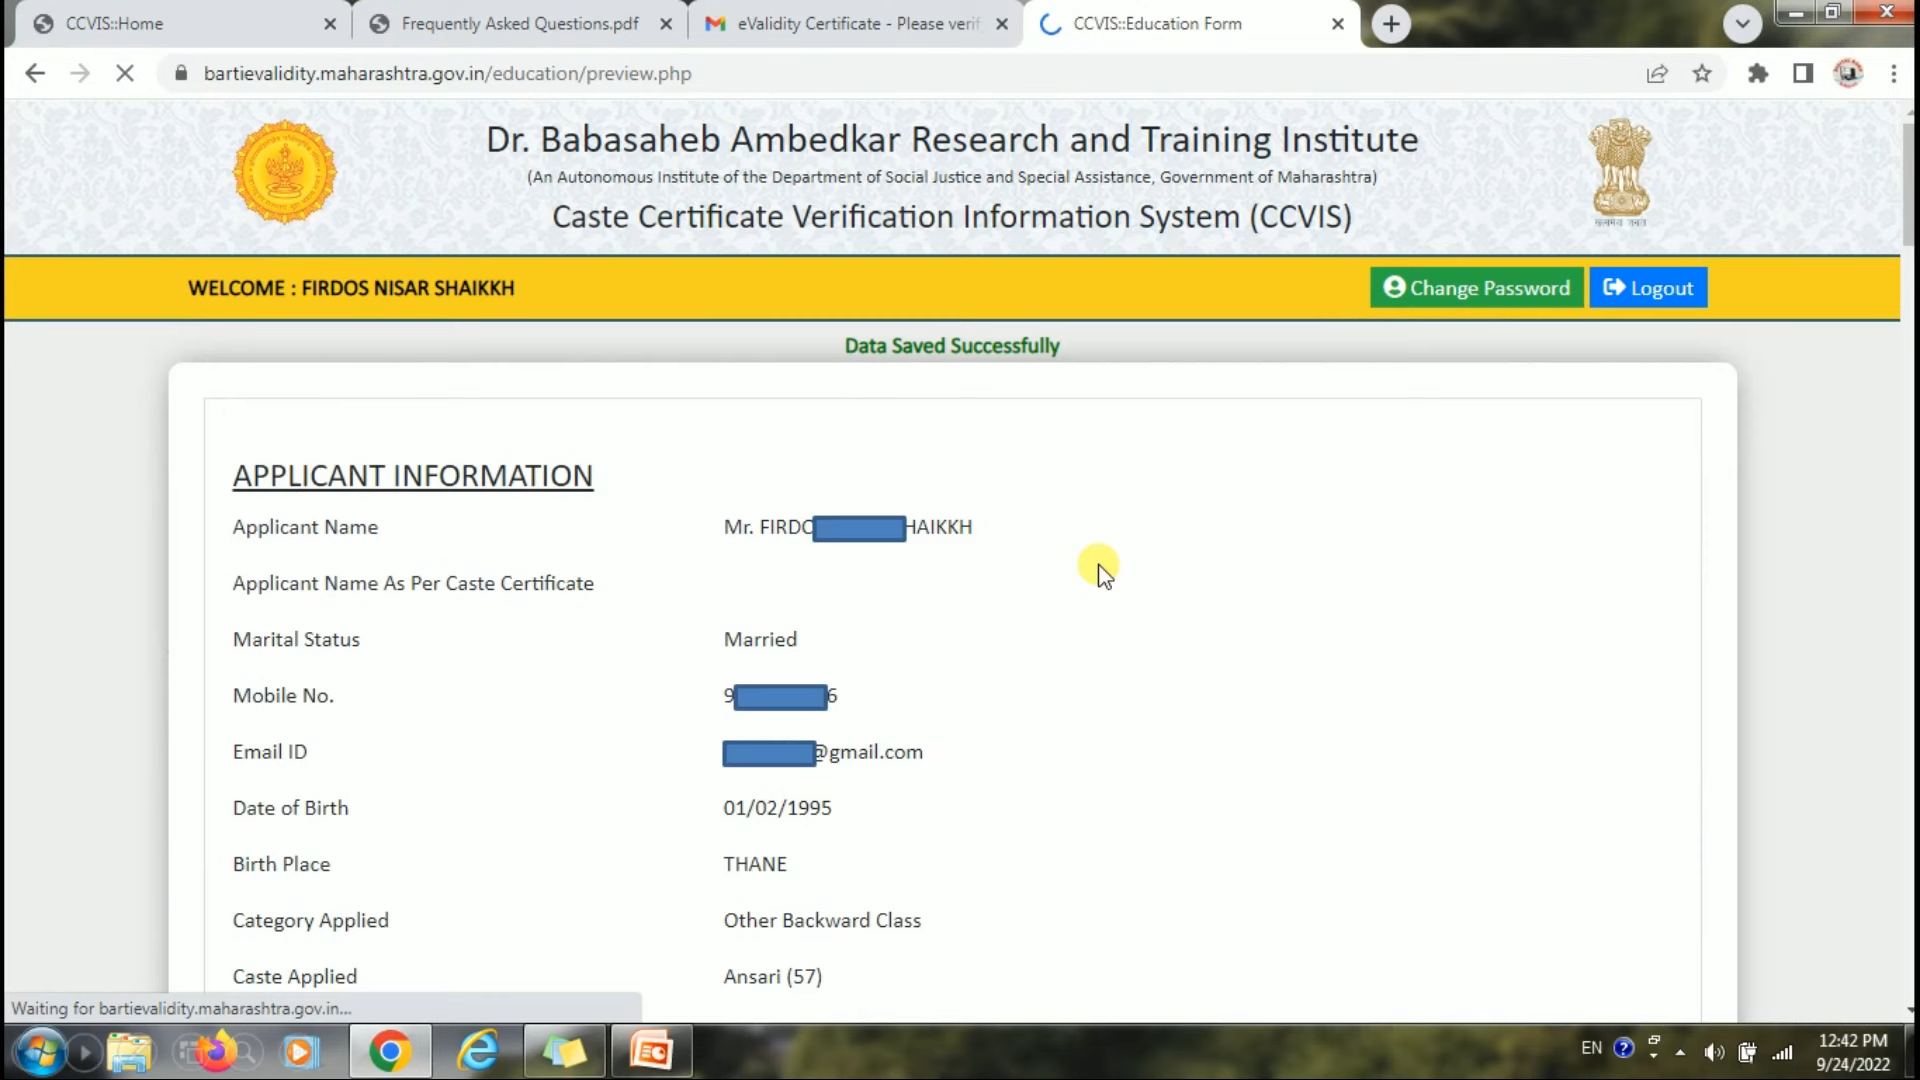 CCVIS::Home
Frequently Asked Questions.pdf
eValidity Certificate - Please verif
CCVIS::Education Form
bartievalidity.maharashtra.gov.in/education/preview.php
Dr. Babasaheb Ambedkar Research and Training Institute
(An Autonomous Institute of the Department of Social Justice and Special Assistance, Government of Maharashtra)
Caste Certificate Verification Information System (CCVIS)
सत्यमेव जयते
WELCOME : FIRDOS NISAR SHAIKKH
Change Password
Logout
Data Saved Successfully
APPLICANT INFORMATION
Applicant Name Mr. FIRDO HAIKKH
Applicant Name As Per Caste Certificate
Marital Status Married
Mobile No. 9 6
Email ID @gmail.com
Date of Birth 01/02/1995
Birth Place THANE
Category Applied Other Backward Class
Caste Applied Ansari (57)
Waiting for bartievalidity.maharashtra.gov.in...
EN
12:42 PM
9/24/2022